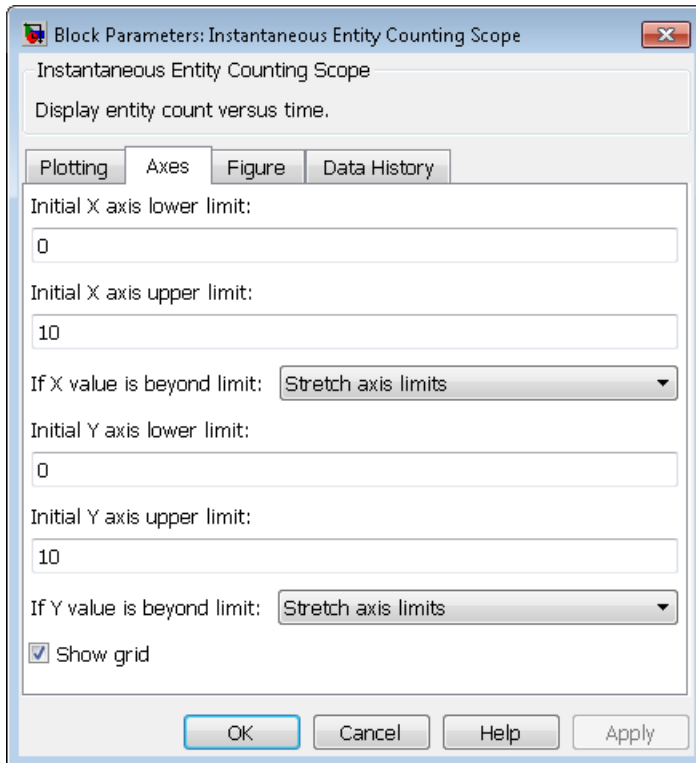 Block Parameters: Instantaneous Entity Counting Scope
Instantaneous Entity Counting Scope
Display entity count versus time.
Plotting Axes Figure Data History
Initial X axis lower limit:
0
Initial X axis upper limit:
10
If X value is beyond limit: Stretch axis limits
Initial Y axis lower limit:
0
Initial Y axis upper limit:
10
If Y value is beyond limit: Stretch axis limits
Show grid
OK Cancel Help Apply